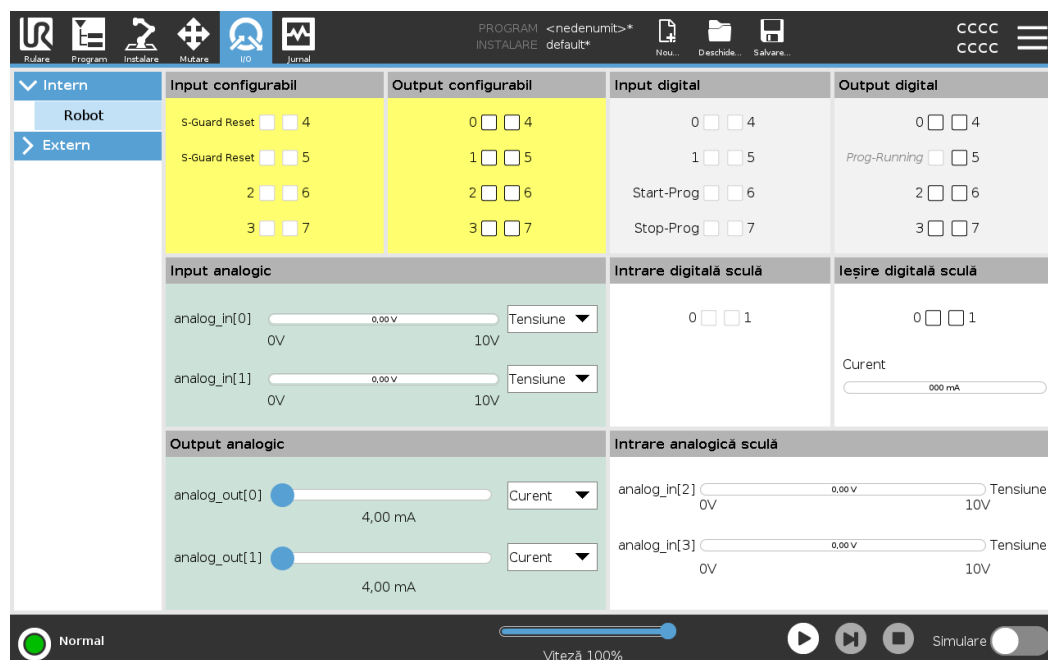 PROGRAM <nedenumit>*
INSTALARE default*
CCCC
CCCC
Rulare Program Instalare Mutare I/O Jurnal Nou... Deschide... Salvare...
Intern
Robot
Extern
Input configurabil Output configurabil Input digital Output digital
S-Guard Reset 4 0 4 0 4 0 4
S-Guard Reset 5 1 5 1 5 Prog-Running 5
2 6 2 6 Start-Prog 6 2 6
3 7 3 7 Stop-Prog 7 3 7
Input analogic Intrare digitală sculă Ieșire digitală sculă
analog_in[0] 0,00 V Tensiune 0 1 0 1
0V 10V
Curent
analog_in[1] 0,00 V Tensiune 000 mA
0V 10V
Output analogic Intrare analogică sculă
analog_out[0] Curent analog_in[2] 0,00 V Tensiune
4,00 mA 0V 10V
analog_out[1] Curent analog_in[3] 0,00 V Tensiune
4,00 mA 0V 10V
Normal Viteză 100% Simulare